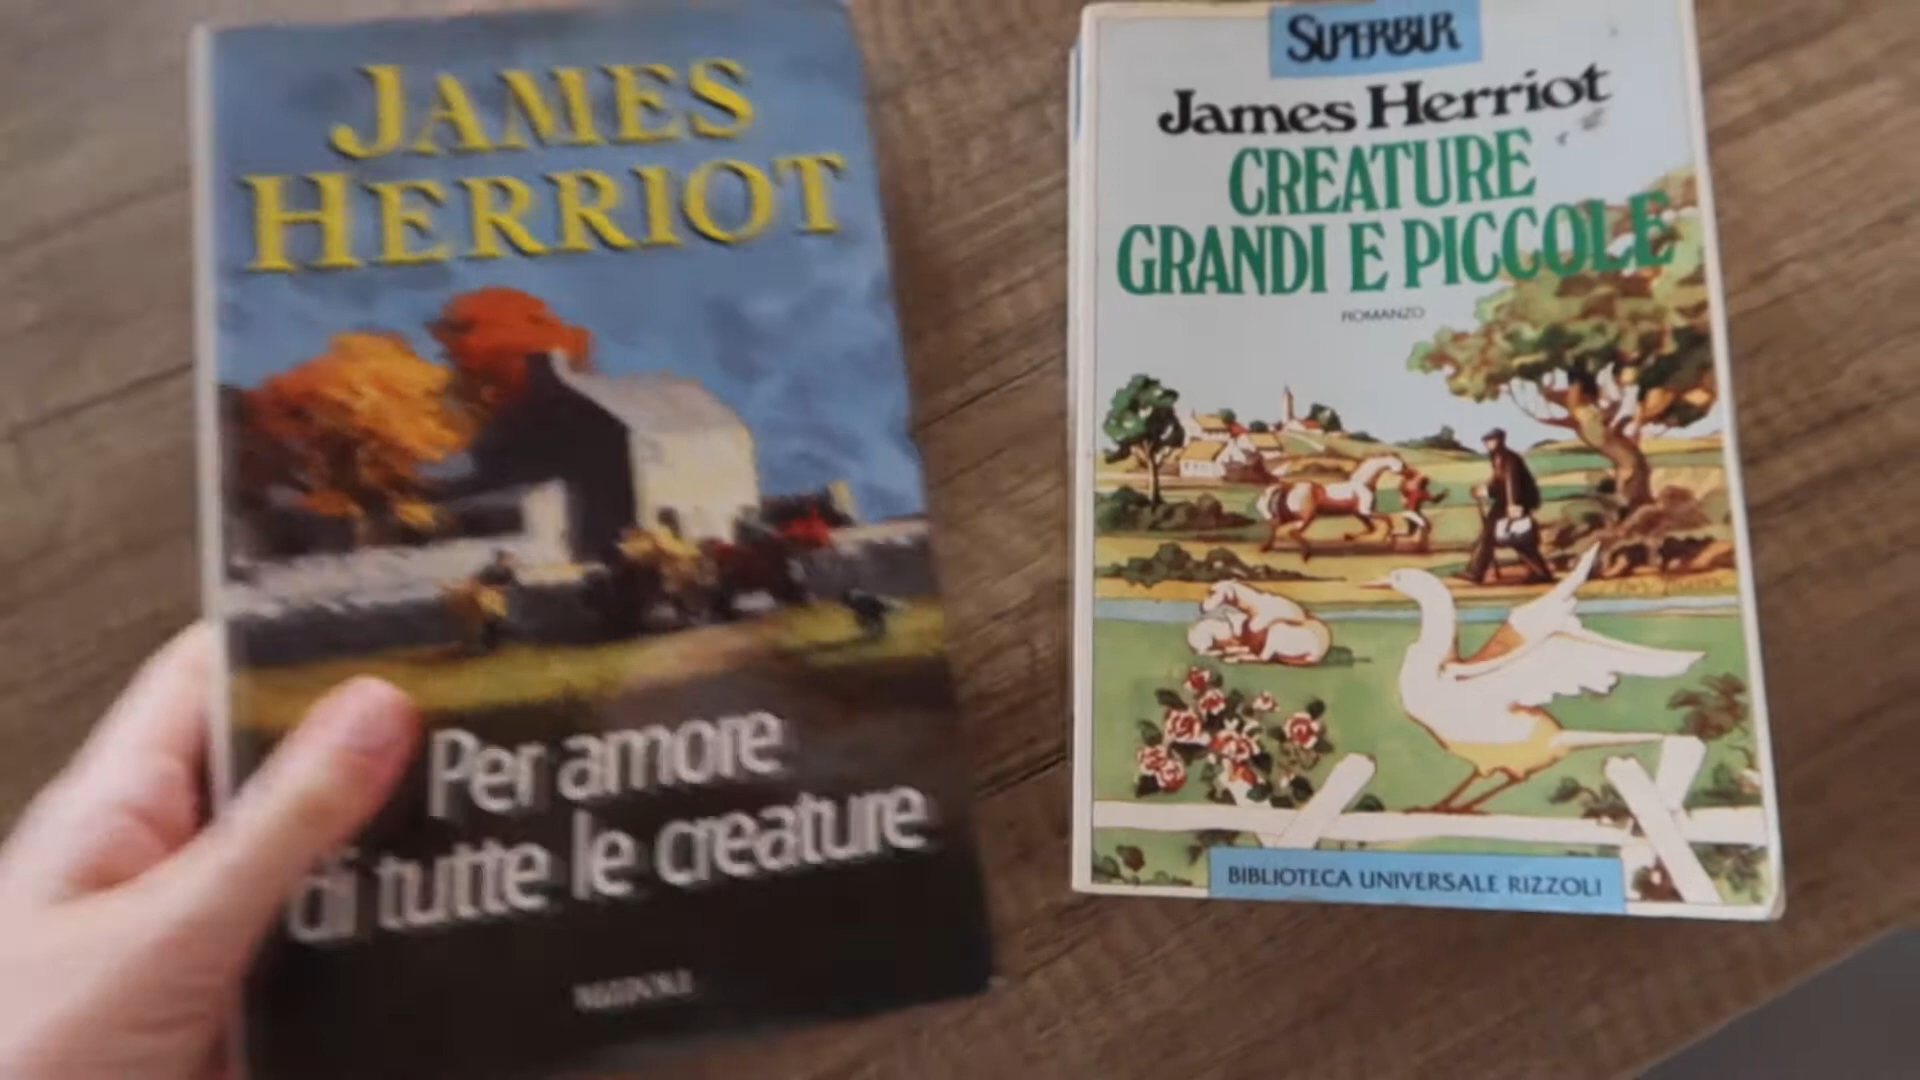 JAMES
HERRIOT
Per amore
di tutte le creature
SUPERBUR
James Herriot
CREATURE
GRANDI E PICCOLE
ROMANZO
BIBLIOTECA UNIVERSALE RIZZOLI